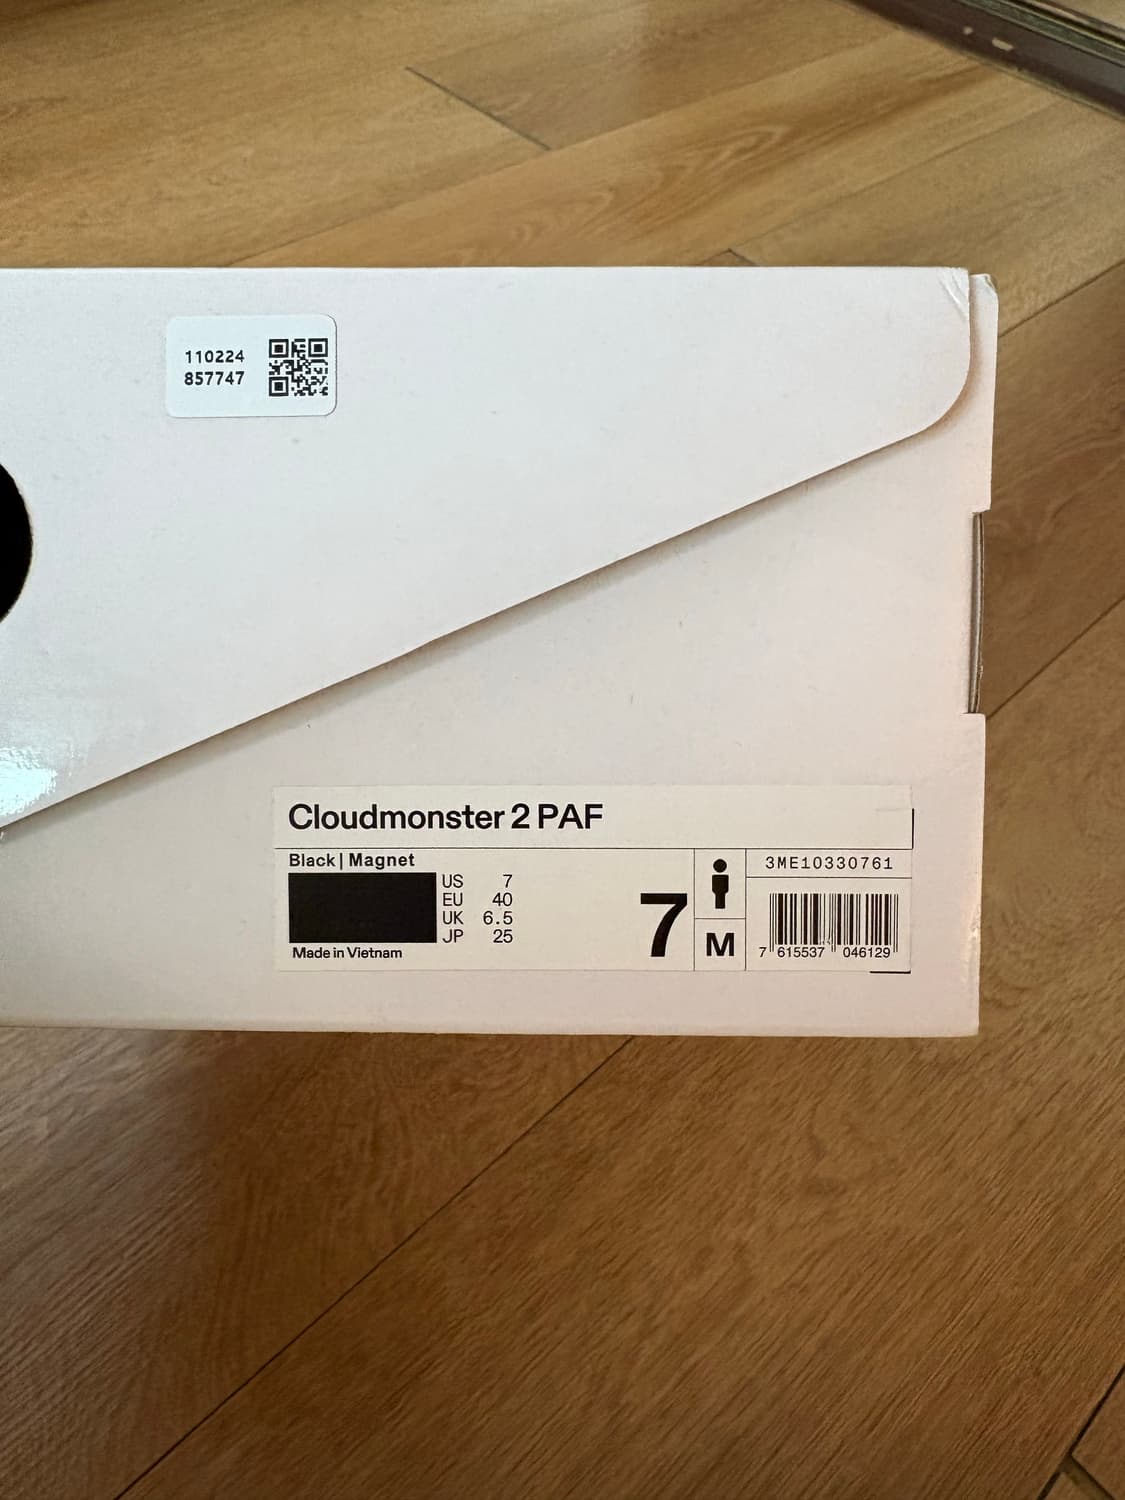 110224
857747
Cloudmonster 2 PAF
Black | Magnet
US 7
EU 40
UK 6.5
JP 25
Made in Vietnam
7
M
3ME10330761
7 615537 046129